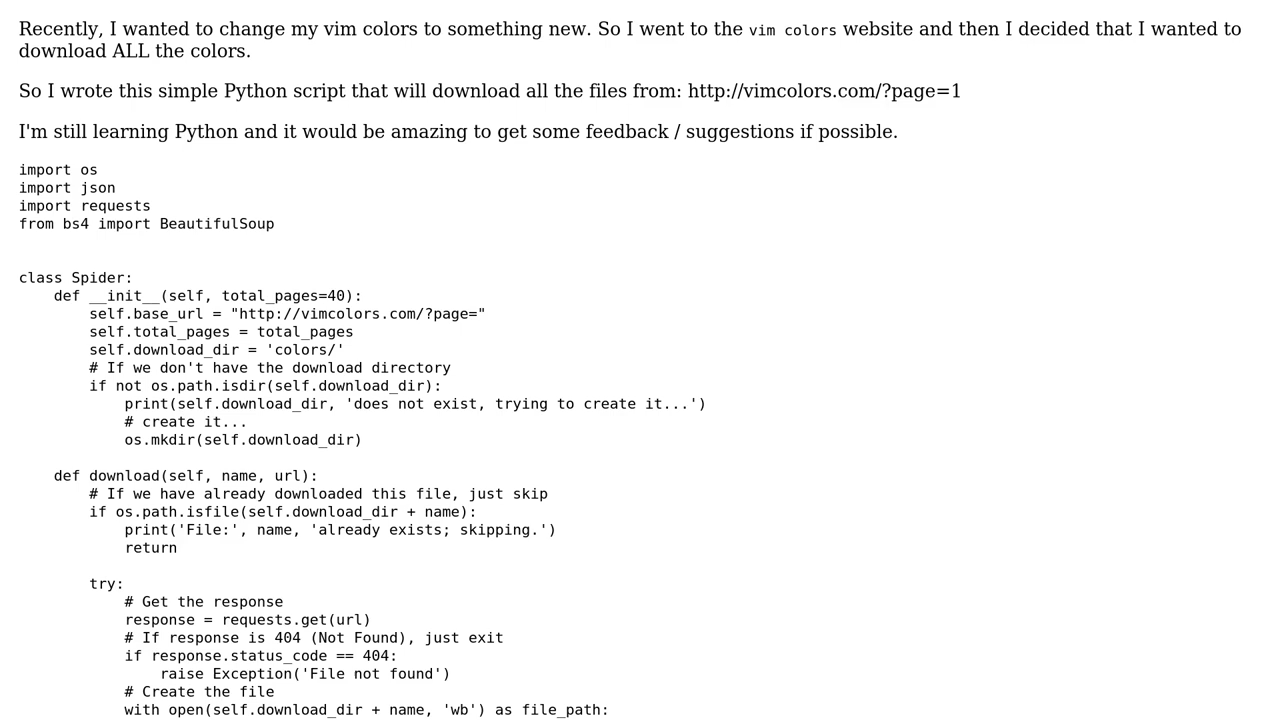 Recently, I wanted to change my vim colors to something new. So I went to the vim colors website and then I decided that I wanted to
download ALL the colors.
So I wrote this simple Python script that will download all the files from: http://vimcolors.com/?page=1
I'm still learning Python and it would be amazing to get some feedback / suggestions if possible.
import os
import json
import requests
from bs4 import BeautifulSoup
class Spider:
    def __init__(self, total_pages=40):
        self.base_url = "http://vimcolors.com/?page="
        self.total_pages = total_pages
        self.download_dir = 'colors/'
        # If we don't have the download directory
        if not os.path.isdir(self.download_dir):
            print(self.download_dir, 'does not exist, trying to create it...')
            # create it...
            os.mkdir(self.download_dir)
    def download(self, name, url):
        # If we have already downloaded this file, just skip
        if os.path.isfile(self.download_dir + name):
            print('File:', name, 'already exists; skipping.')
            return
        try:
            # Get the response
            response = requests.get(url)
            # If response is 404 (Not Found), just exit
            if response.status_code == 404:
                raise Exception('File not found')
            # Create the file
            with open(self.download_dir + name, 'wb') as file_path: